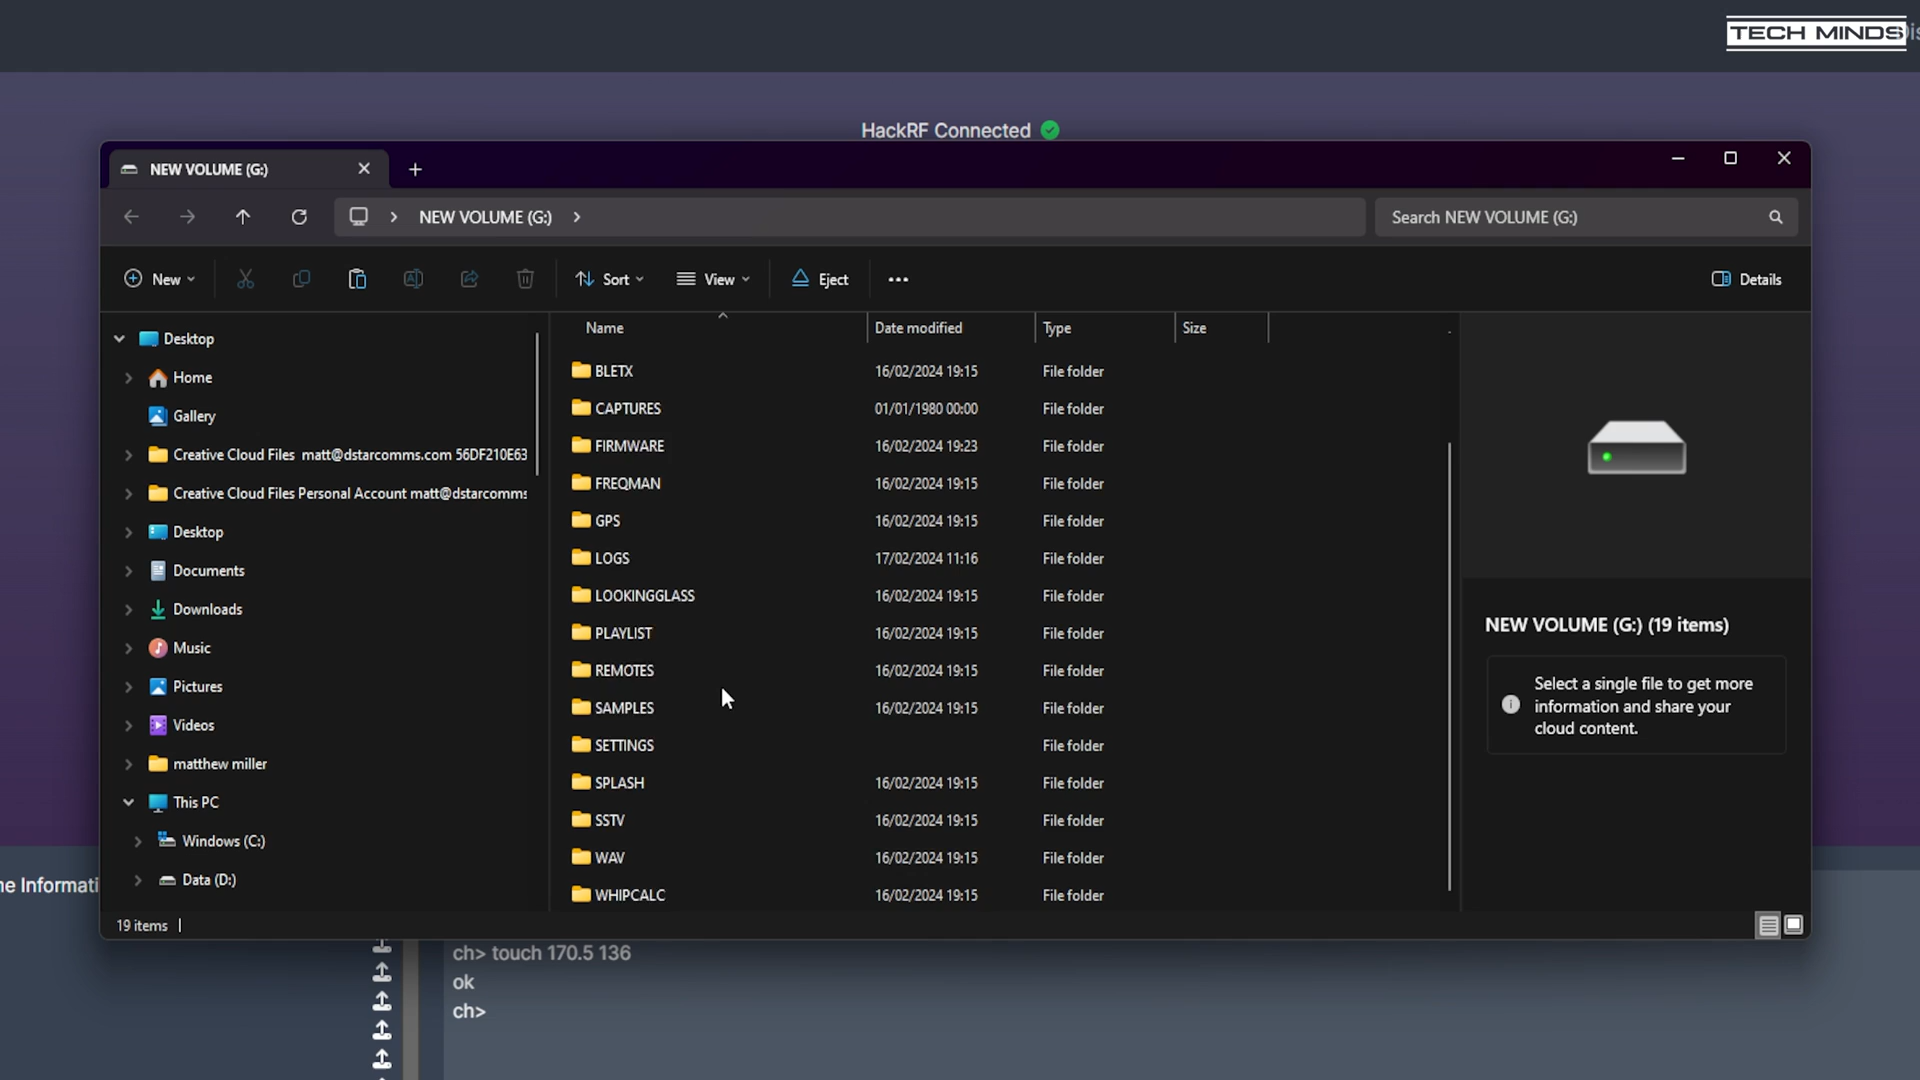 TECH MINDS
HackRF Connected
NEW VOLUME (G:)
NEW VOLUME (G:)
Search NEW VOLUME (G:)
New
Sort
View
Eject
Details
Name
Date modified
Type
Size
Desktop
Home
Gallery
Creative Cloud Files matt@dstarcomms.com 56DF210E63
Creative Cloud Files Personal Account matt@dstarcomms
Desktop
Documents
Downloads
Music
Pictures
Videos
matthew miller
This PC
Windows (C:)
Data (D:)
BLETX 16/02/2024 19:15 File folder
CAPTURES 01/01/1980 00:00 File folder
FIRMWARE 16/02/2024 19:23 File folder
FREQMAN 16/02/2024 19:15 File folder
GPS 16/02/2024 19:15 File folder
LOGS 17/02/2024 11:16 File folder
LOOKINGGLASS 16/02/2024 19:15 File folder
PLAYLIST 16/02/2024 19:15 File folder
REMOTES 16/02/2024 19:15 File folder
SAMPLES 16/02/2024 19:15 File folder
SETTINGS File folder
SPLASH 16/02/2024 19:15 File folder
SSTV 16/02/2024 19:15 File folder
WAV 16/02/2024 19:15 File folder
WHIPCALC 16/02/2024 19:15 File folder
NEW VOLUME (G:) (19 items)
Select a single file to get more
information and share your
cloud content.
19 items
ne Informati
ch> touch 170.5 136
ok
ch>